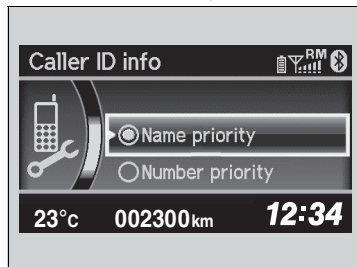 Caller ID info RM
Name priority
Number priority
23°C 002300km 12:34